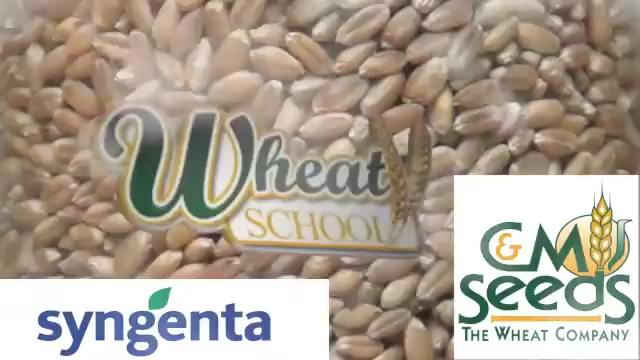 Wheat
SCHOOL
syngenta
C&M
SEEDS
THE WHEAT COMPANY